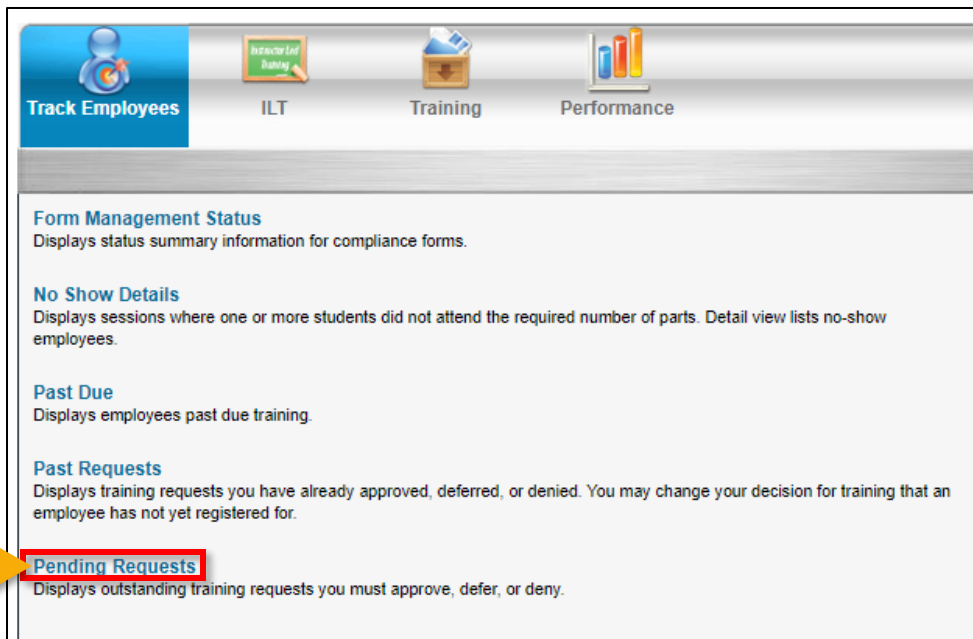 Instructor Led
Training
Track Employees
ILT
Training
Performance
Form Management Status
Displays status summary information for compliance forms.
No Show Details
Displays sessions where one or more students did not attend the required number of parts. Detail view lists no-show
employees.
Past Due
Displays employees past due training.
Past Requests
Displays training requests you have already approved, deferred, or denied. You may change your decision for training that an
employee has not yet registered for.
Pending Requests
Displays outstanding training requests you must approve, defer, or deny.